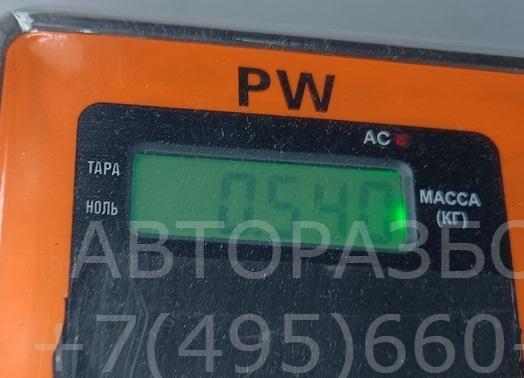 PW
AC
ТАРА
0.540
МАССА
(КГ)
НОЛЬ
АВТОРАЗБО
+7(495)660-